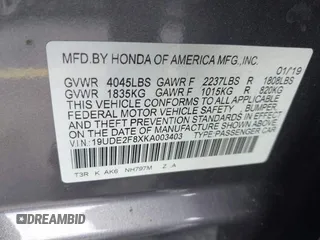 MFD.BY HONDA OF AMERICA MFG.,INC.
01/19
GVWR 4045LBS GAWR F 2237LBS R 1808LBS
GVWR 1835KG GAWR F 1015KG R 820KG
THIS VEHICLE CONFORMS TO ALL APPLICABLE
FEDERAL MOTOR VEHICLE SAFETY, BUMPER, AND
THEFT PREVENTION STANDARDS IN EFFECT ON THE
DATE OF MANUFACTURE SHOWN ABOVE.
VIN: 19UDE2F8XKA003403
TYPE: PASSENGER CAR
T3R K AK6 NH797M 2 A
DREAMBID